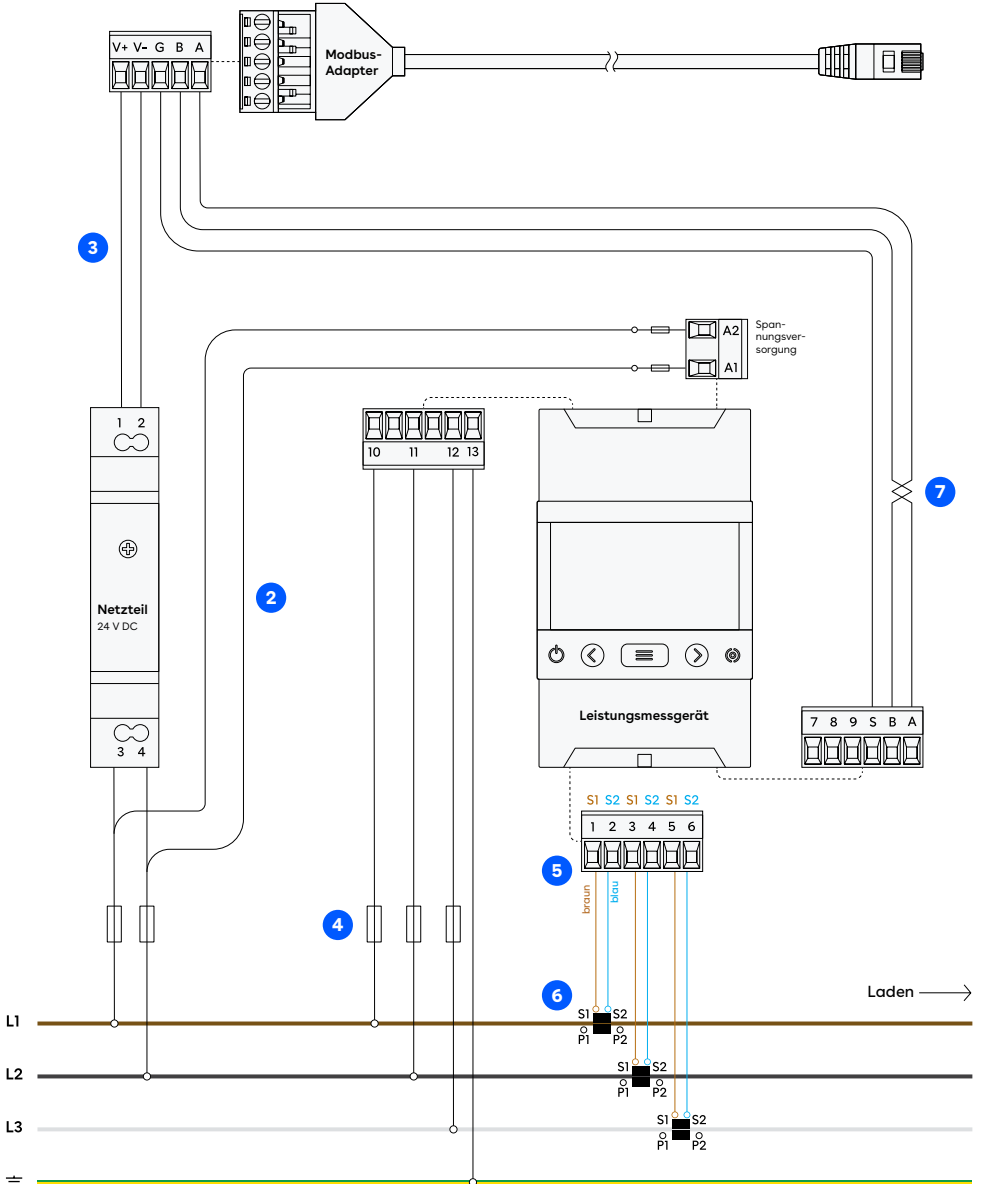 V+ V- G B A
Modbus-
Adapter
3
A2
A1
Span-
nungsver-
sorgung
1 2
10 11 12 13
7
2
Netzteil
24 V DC
Leistungsmessgerät
7 8 9 S B A
3 4
S1 S2 S1 S2 S1 S2
1 2 3 4 5 6
5
braun
blau
4
6
Laden
L1
S1 S2
P1 P2
L2
S1 S2
P1 P2
L3
S1 S2
P1 P2